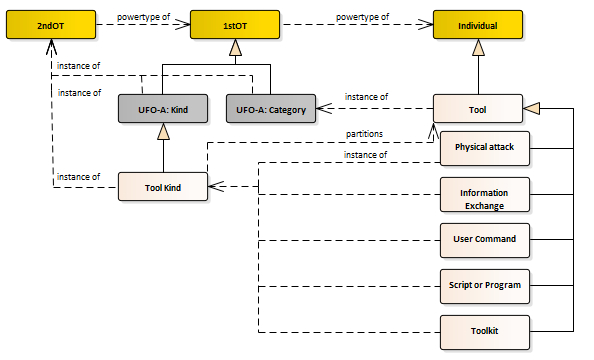 2ndOT
powertype of
1stOT
powertype of
Individual
instance of
instance of
UFO-A: Kind
UFO-A: Category
instance of
Tool
partitions
instance of
Physical attack
instance of
Tool Kind
Information
Exchange
User Command
Script or Program
Toolkit